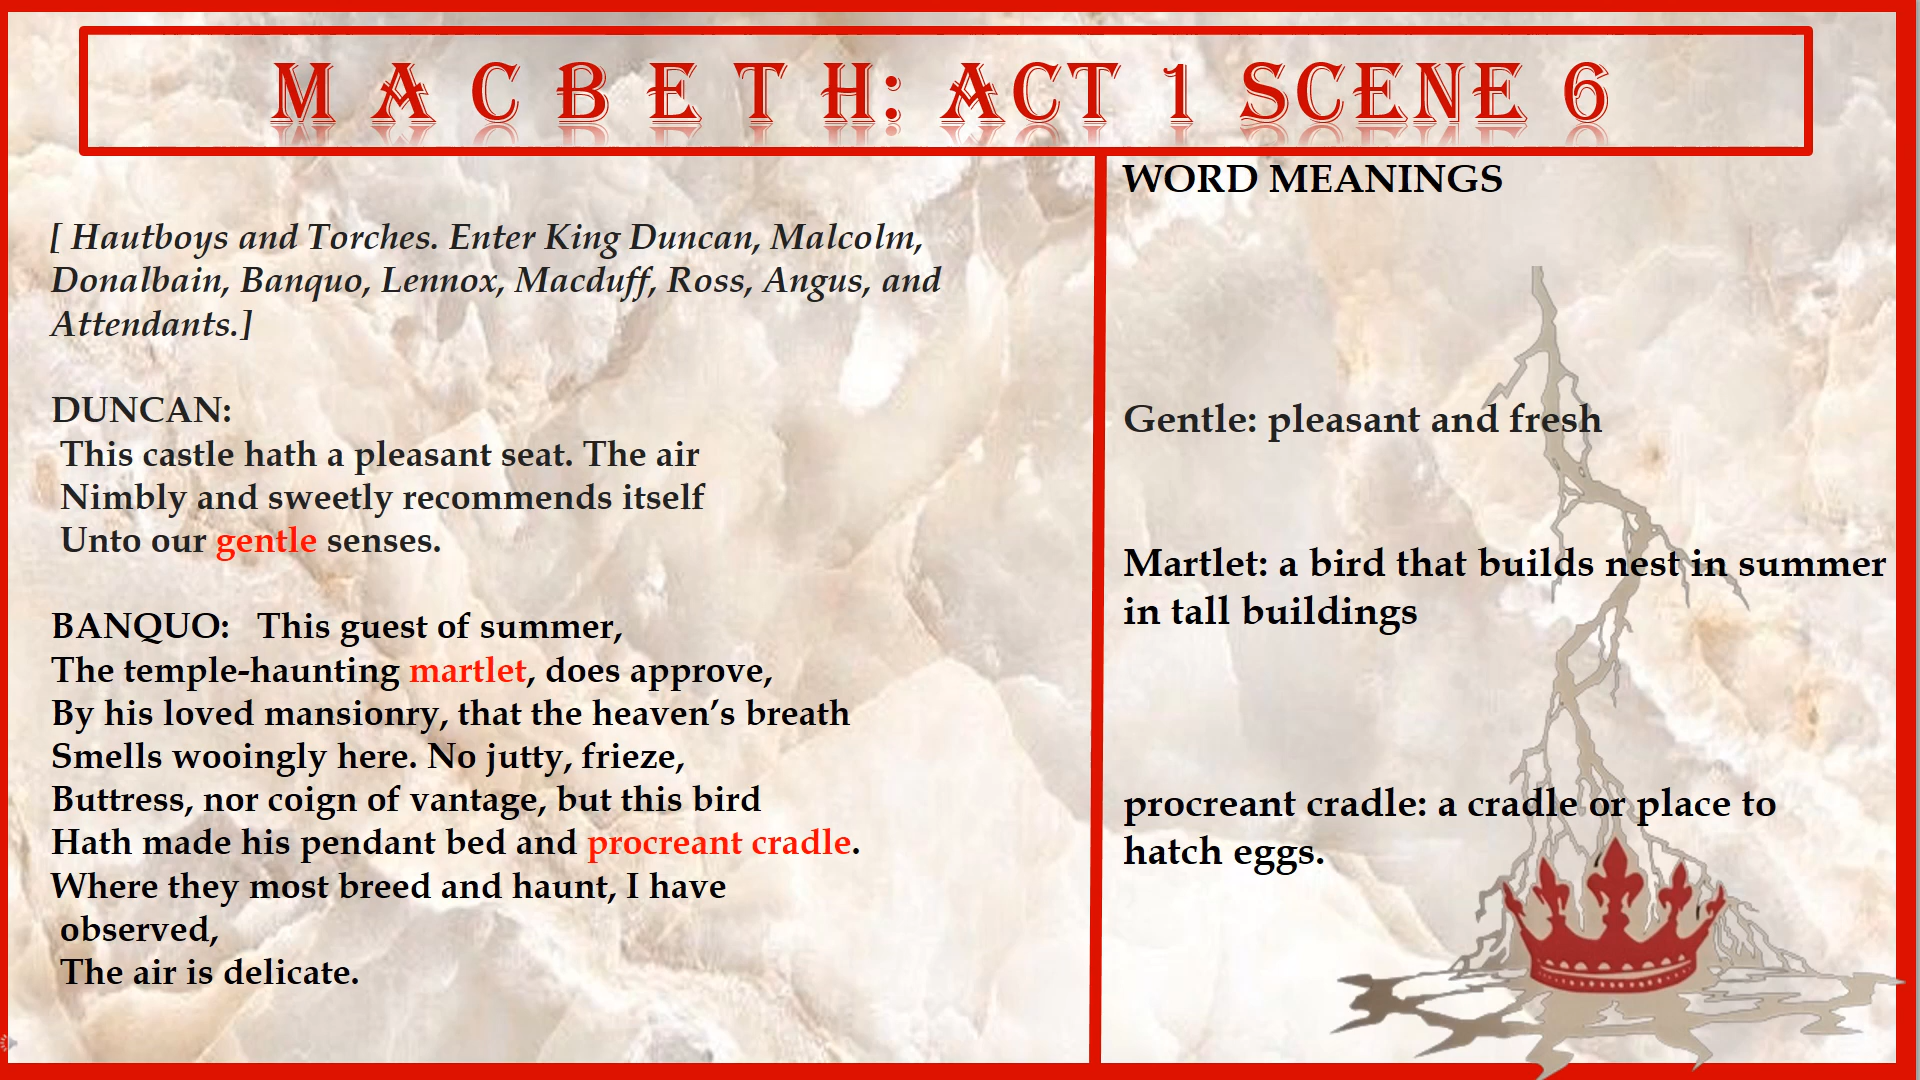 MACBETH: ACT 1 SCENE 6
[ Hautboys and Torches. Enter King Duncan, Malcolm,
Donalbain, Banquo, Lennox, Macduff, Ross, Angus, and
Attendants.]
DUNCAN:
This castle hath a pleasant seat. The air
Nimbly and sweetly recommends itself
Unto our gentle senses.
BANQUO: This guest of summer,
The temple-haunting martlet, does approve,
By his loved mansionry, that the heaven’s breath
Smells wooingly here. No jutty, frieze,
Buttress, nor coign of vantage, but this bird
Hath made his pendant bed and procreant cradle.
Where they most breed and haunt, I have
observed,
The air is delicate.
WORD MEANINGS
Gentle: pleasant and fresh
Martlet: a bird that builds nest in summer
in tall buildings
procreant cradle: a cradle or place to
hatch eggs.